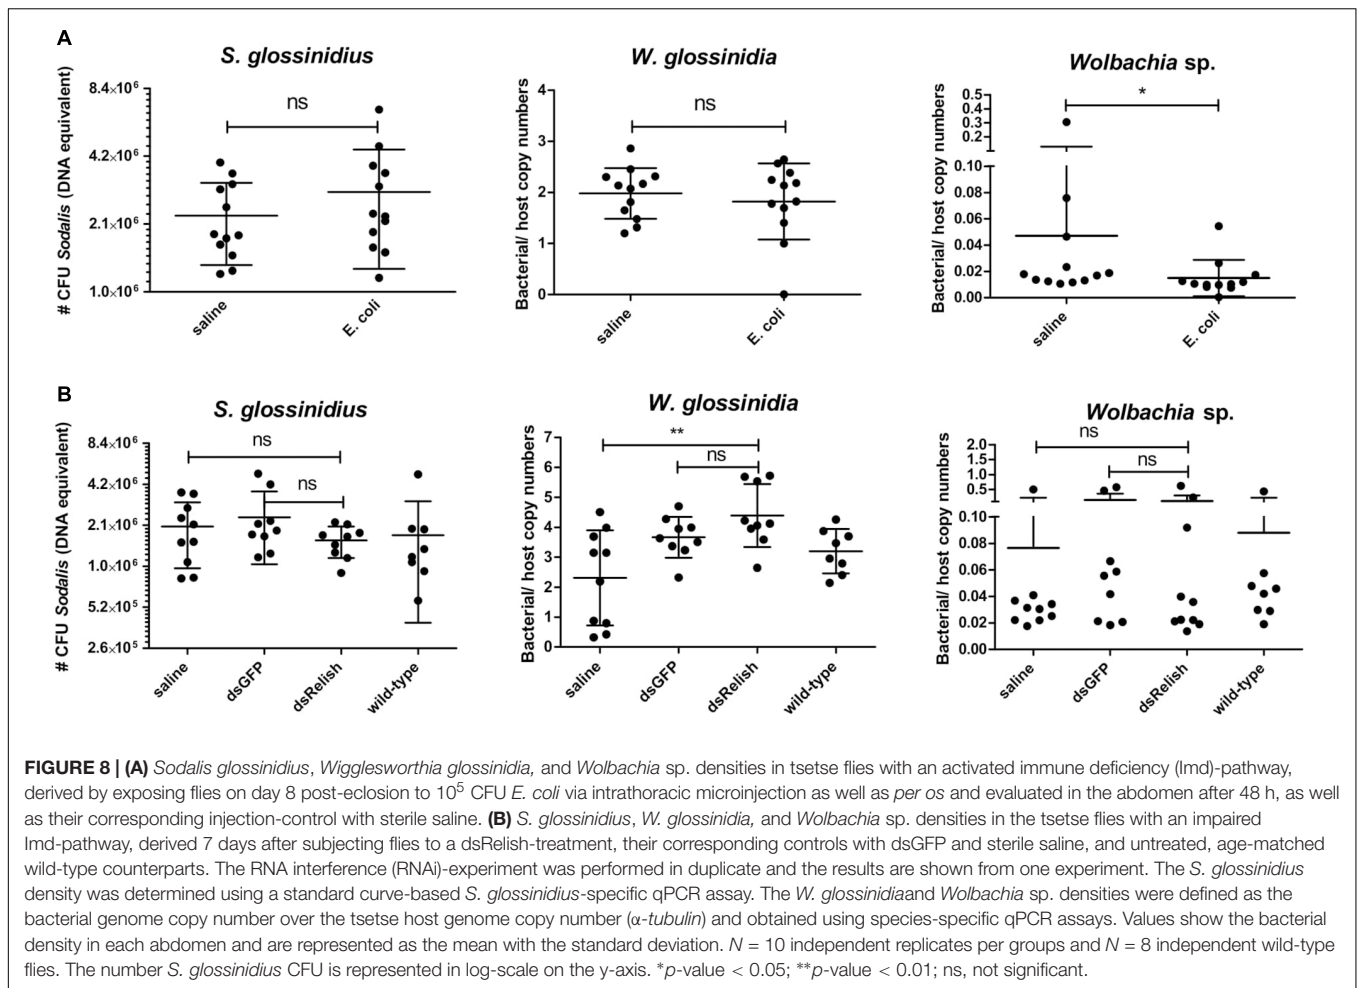 A
S. glossinidius
# CFU Sodalis (DNA equivalent)
8.4×10⁶
4.2×10⁶
2.1×10⁶
1.0×10⁶
ns
saline
E. coli
W. glossinidia
Bacterial/ host copy numbers
4
3
2
1
0
ns
saline
E. coli
Wolbachia sp.
Bacterial/ host copy numbers
0.5
0.4
0.3
0.2
0.10
0.08
0.06
0.04
0.02
0.00
*
saline
E. coli
B
S. glossinidius
# CFU Sodalis (DNA equivalent)
8.4×10⁶
4.2×10⁶
2.1×10⁶
1.0×10⁶
5.2×10⁵
2.6×10⁵
ns
ns
saline
dsGFP
dsRelish
wild-type
W. glossinidia
Bacterial/ host copy numbers
7
6
5
4
3
2
1
0
**
ns
saline
dsGFP
dsRelish
wild-type
Wolbachia sp.
Bacterial/ host copy numbers
2.0
1.5
1.0
0.5
0.10
0.08
0.06
0.04
0.02
0.00
ns
ns
saline
dsGFP
dsRelish
wild-type
FIGURE 8 | (A) Sodalis glossinidius, Wigglesworthia glossinidia, and Wolbachia sp. densities in tsetse flies with an activated immune deficiency (Imd)-pathway,
derived by exposing flies on day 8 post-eclosion to 10⁵ CFU E. coli via intrathoracic microinjection as well as per os and evaluated in the abdomen after 48 h, as well
as their corresponding injection-control with sterile saline. (B) S. glossinidius, W. glossinidia, and Wolbachia sp. densities in the tsetse flies with an impaired
Imd-pathway, derived 7 days after subjecting flies to a dsRelish-treatment, their corresponding controls with dsGFP and sterile saline, and untreated, age-matched
wild-type counterparts. The RNA interference (RNAi)-experiment was performed in duplicate and the results are shown from one experiment. The S. glossinidius
density was determined using a standard curve-based S. glossinidius-specific qPCR assay. The W. glossinidiaand Wolbachia sp. densities were defined as the
bacterial genome copy number over the tsetse host genome copy number (α-tubulin) and obtained using species-specific qPCR assays. Values show the bacterial
density in each abdomen and are represented as the mean with the standard deviation. N = 10 independent replicates per groups and N = 8 independent wild-type
flies. The number S. glossinidius CFU is represented in log-scale on the y-axis. *p-value < 0.05; **p-value < 0.01; ns, not significant.